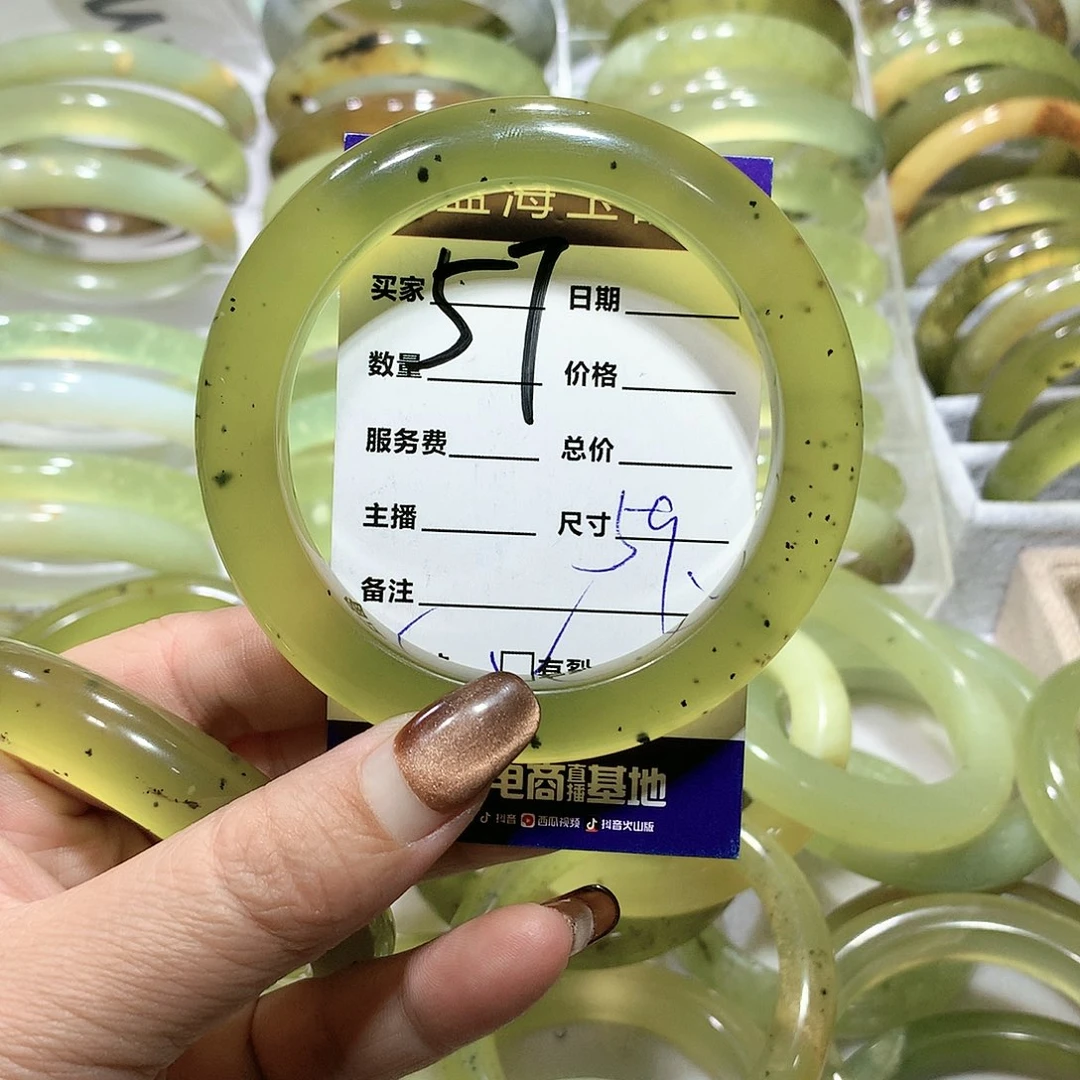 蓝海玉
57
买家 日期
数量 价格
服务费 总价
主播 尺寸 59.
备注
有裂
电商直播基地
抖音 西瓜视频 抖音火山版